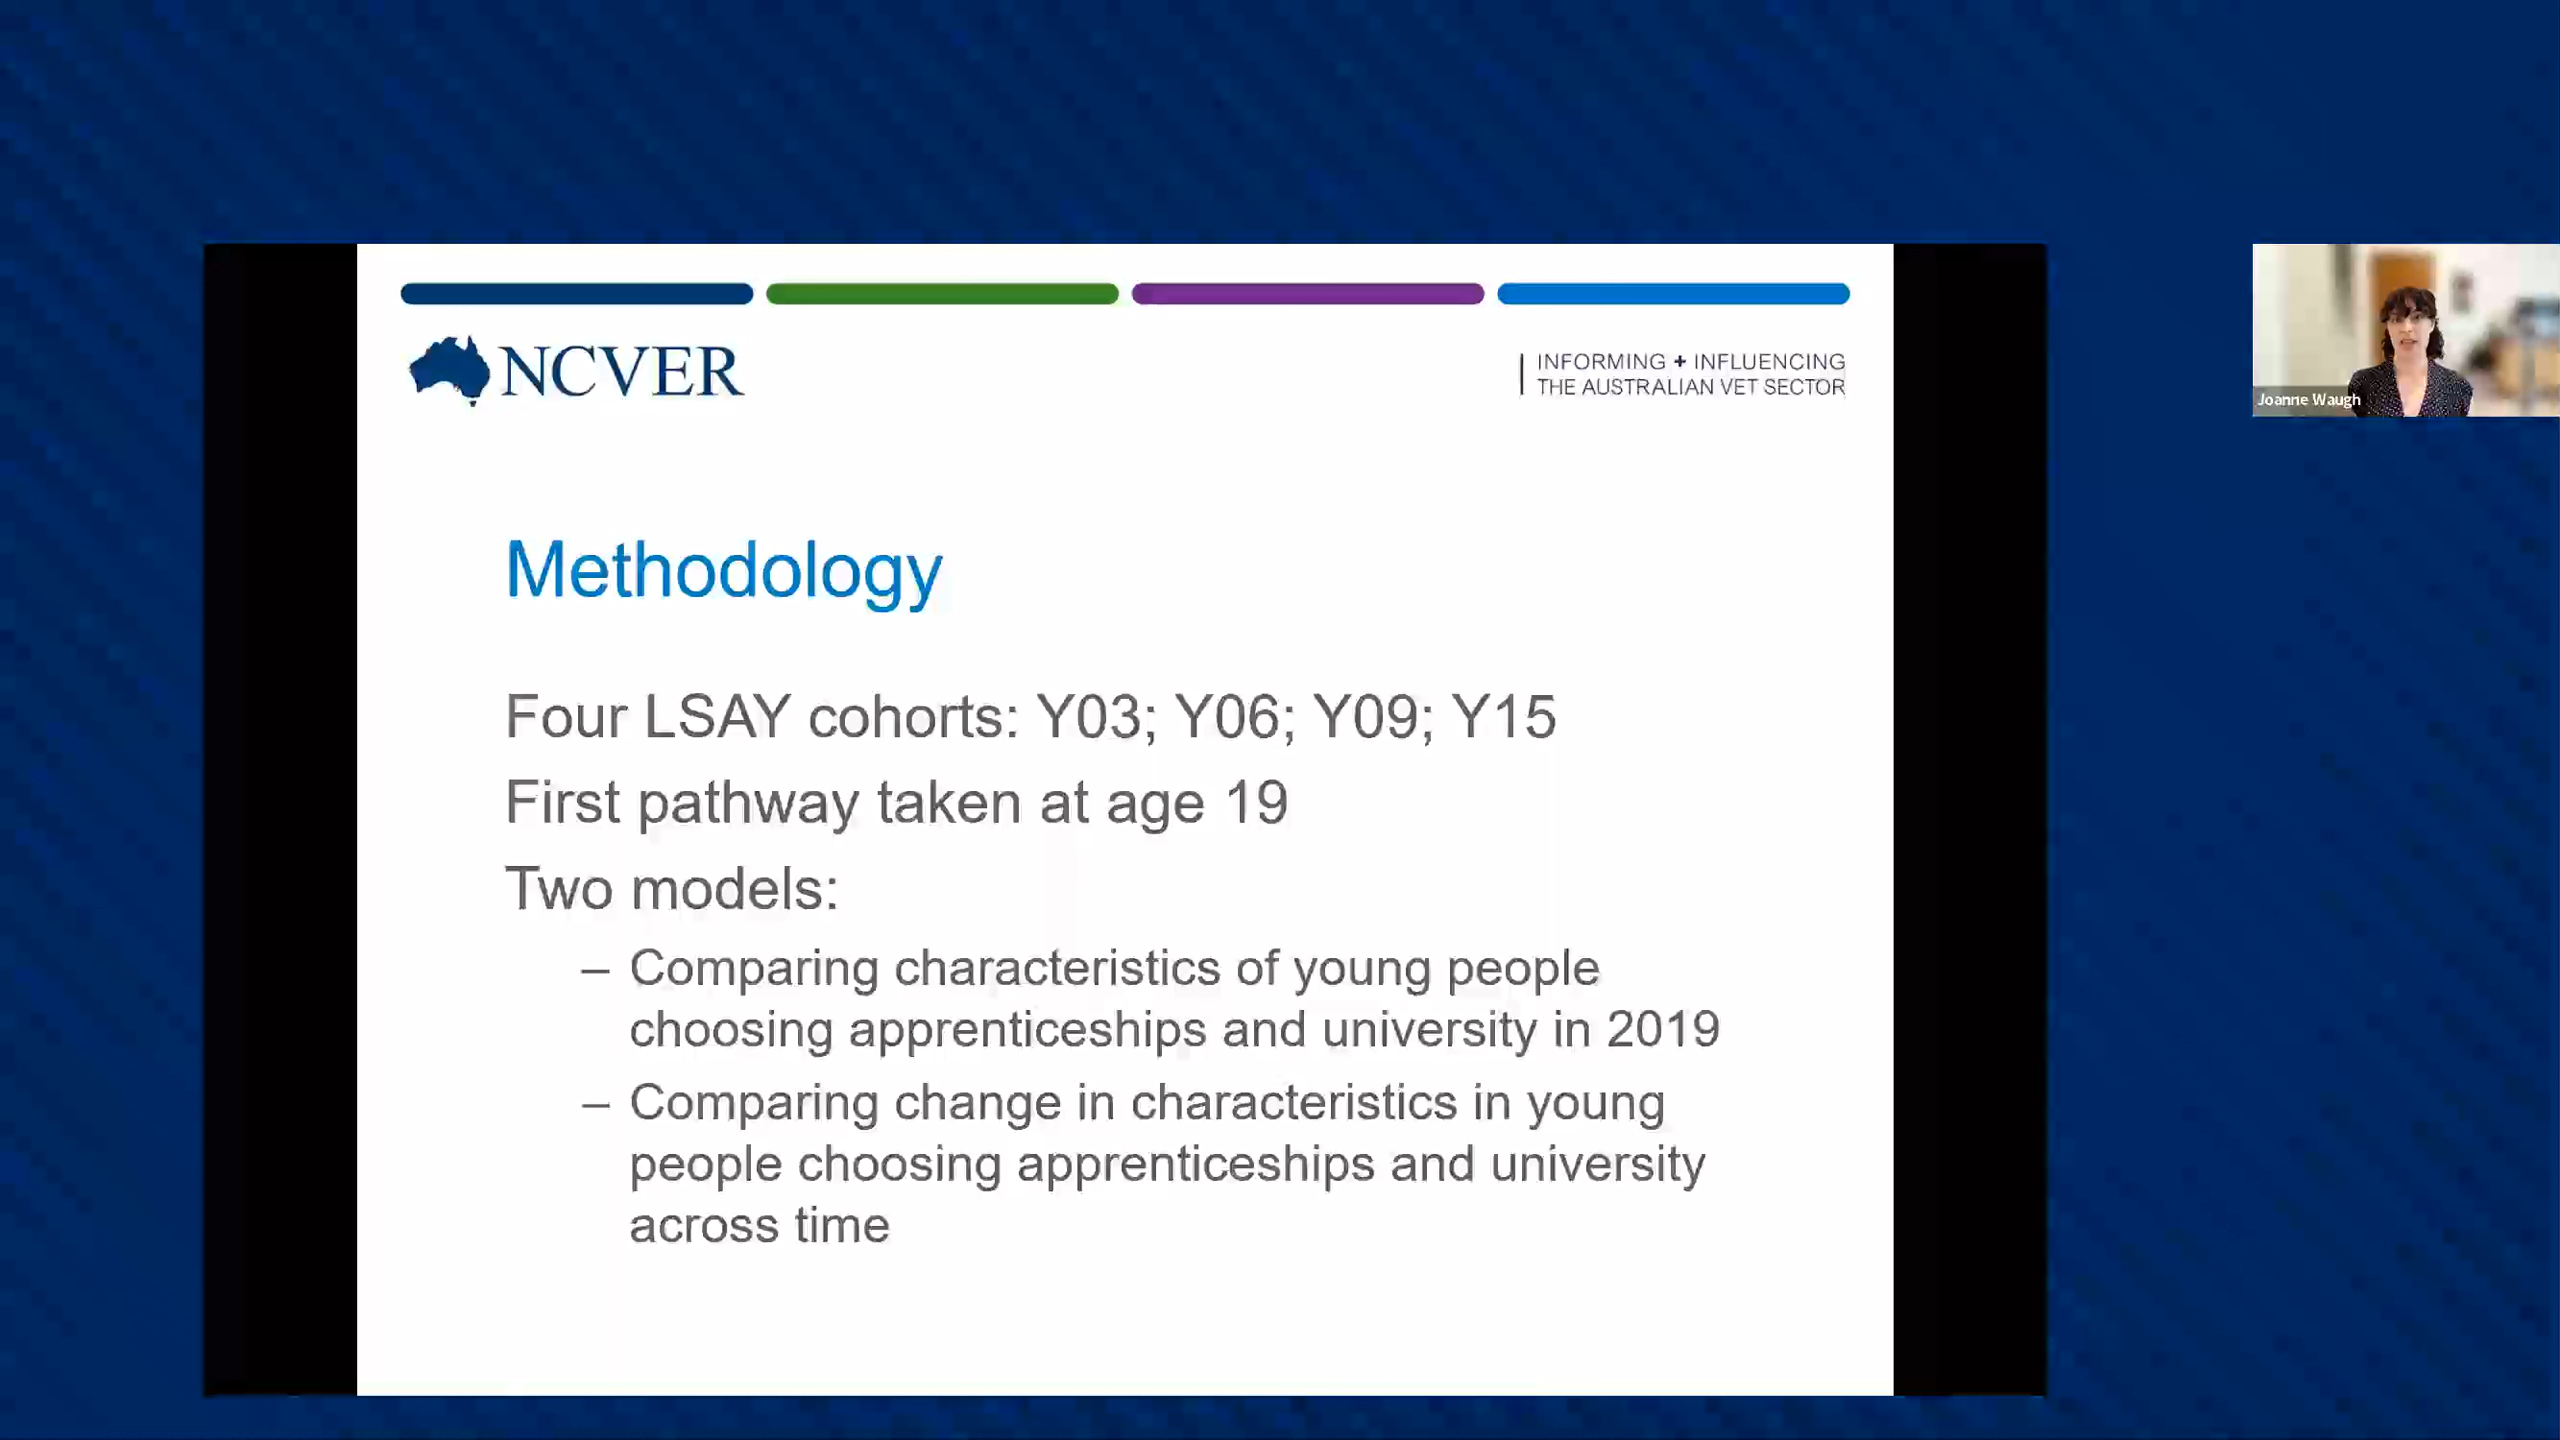 NCVER
INFORMING + INFLUENCING
THE AUSTRALIAN VET SECTOR
Joanne Waugh
Methodology
Four LSAY cohorts: Y03; Y06; Y09; Y15
First pathway taken at age 19
Two models:
– Comparing characteristics of young people
choosing apprenticeships and university in 2019
– Comparing change in characteristics in young
people choosing apprenticeships and university
across time